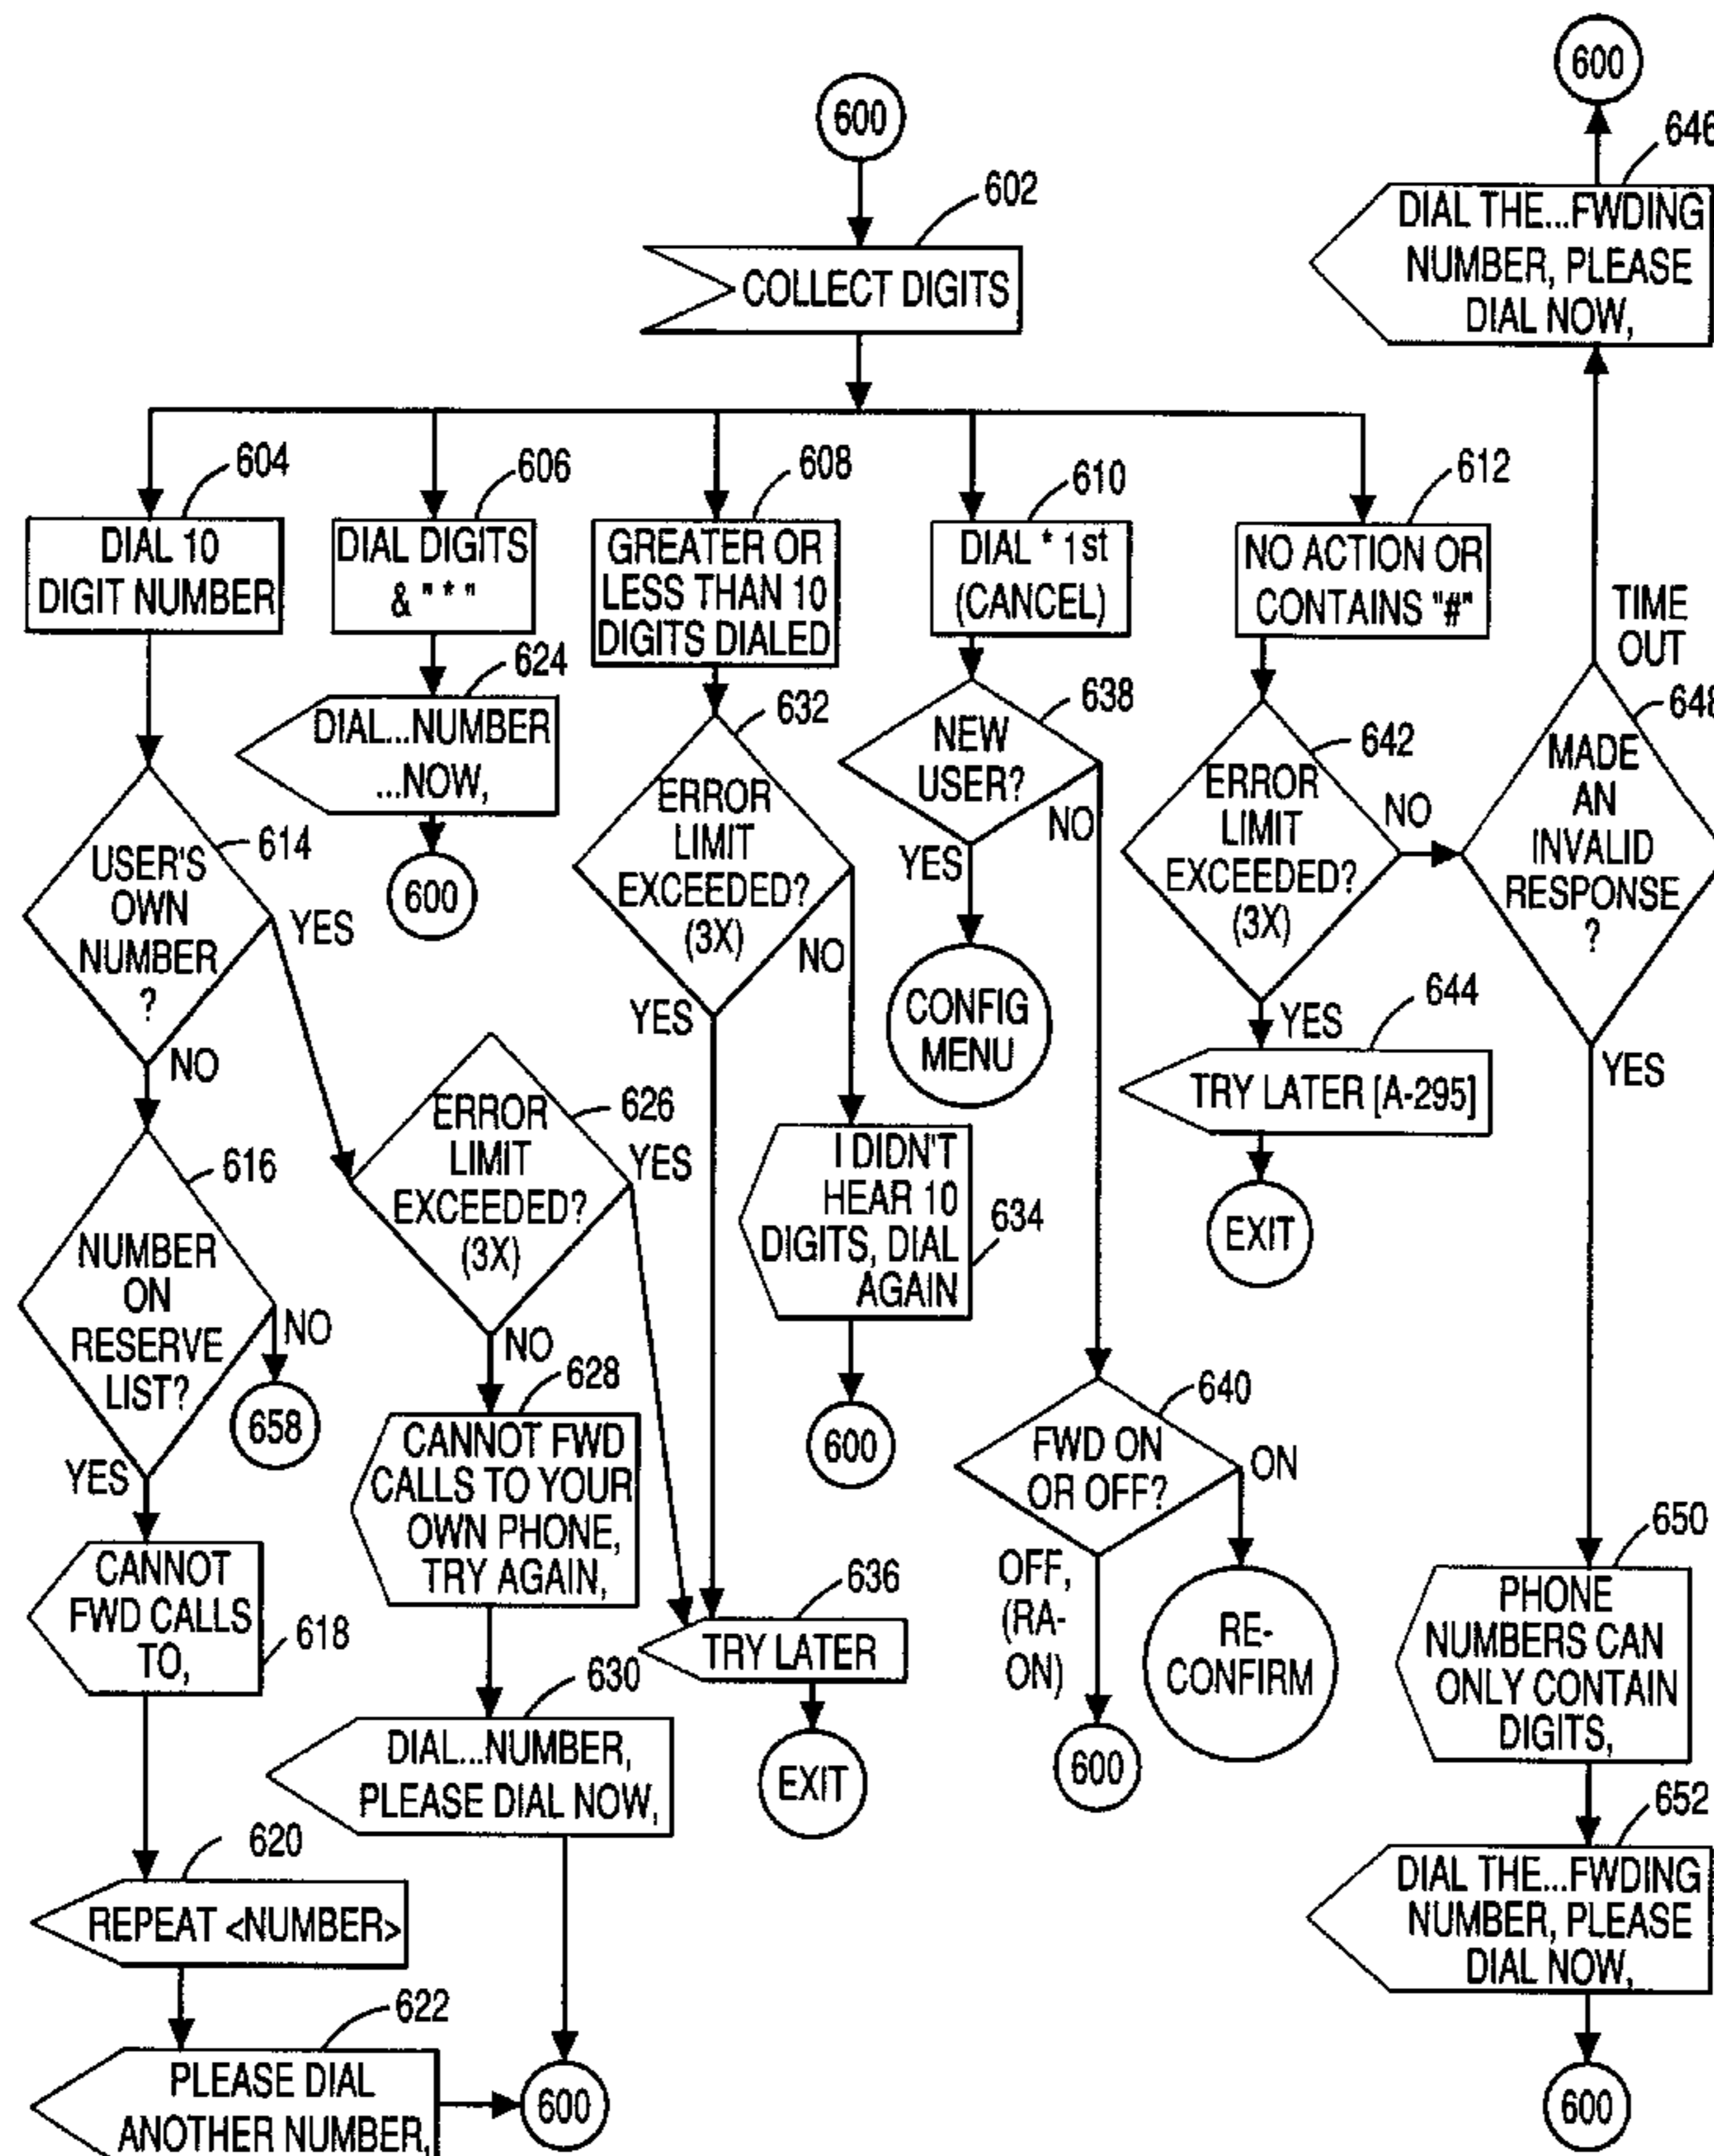 600
600
646
602
DIAL THE...FWDING
NUMBER, PLEASE
DIAL NOW,
COLLECT DIGITS
604
606
608
610
612
DIAL 10
DIGIT NUMBER
DIAL DIGITS
& " * "
GREATER OR
LESS THAN 10
DIGITS DIALED
DIAL * 1st
(CANCEL)
NO ACTION OR
CONTAINS "#"
TIME
OUT
624
DIAL...NUMBER
...NOW,
600
632
ERROR
LIMIT
EXCEEDED?
(3X)
YES
NO
638
NEW
USER?
YES
NO
CONFIG
MENU
642
ERROR
LIMIT
EXCEEDED?
(3X)
NO
YES
648
MADE
AN
INVALID
RESPONSE
?
YES
614
USER'S
OWN
NUMBER
?
YES
NO
644
TRY LATER [A-295]
EXIT
626
ERROR
LIMIT
EXCEEDED?
(3X)
YES
NO
616
NUMBER
ON
RESERVE
LIST?
NO
658
YES
I DIDN'T
HEAR 10
DIGITS, DIAL
AGAIN
634
600
628
CANNOT FWD
CALLS TO YOUR
OWN PHONE,
TRY AGAIN,
640
FWD ON
OR OFF?
ON
OFF,
(RA-
ON)
RE-
CONFIRM
600
650
PHONE
NUMBERS CAN
ONLY CONTAIN
DIGITS,
CANNOT
FWD CALLS
TO,
618
636
TRY LATER
EXIT
630
DIAL...NUMBER,
PLEASE DIAL NOW,
652
DIAL THE...FWDING
NUMBER, PLEASE
DIAL NOW,
620
REPEAT <NUMBER>
622
PLEASE DIAL
ANOTHER NUMBER,
600
600